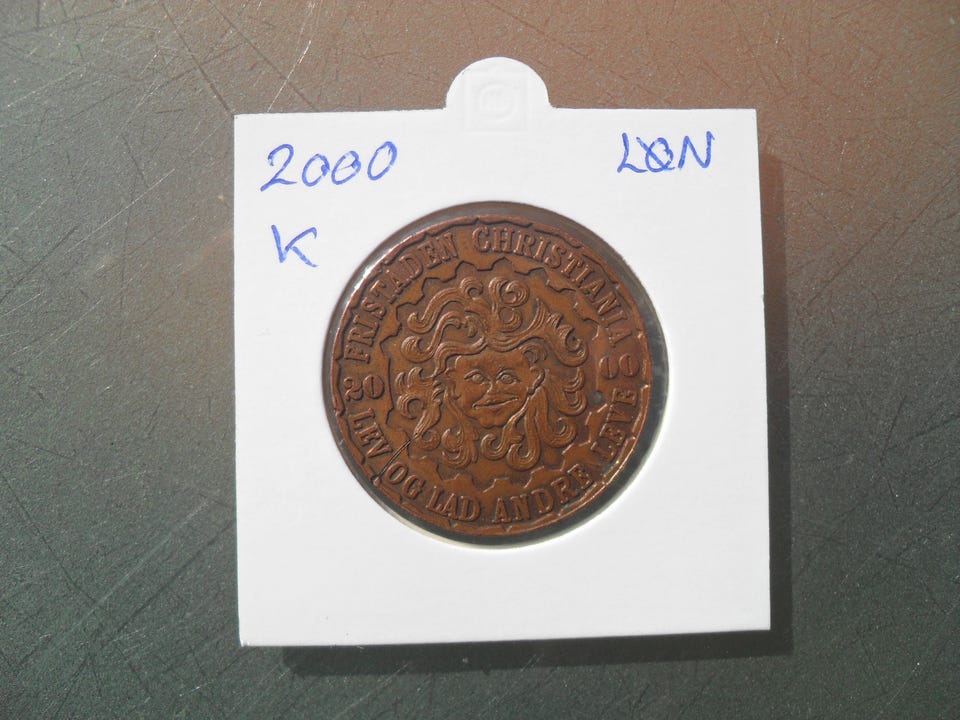 2000 LØN
K
FRISTADEN CHRISTIANIA
20 00
LEV OG LAD ANDRE LEVE